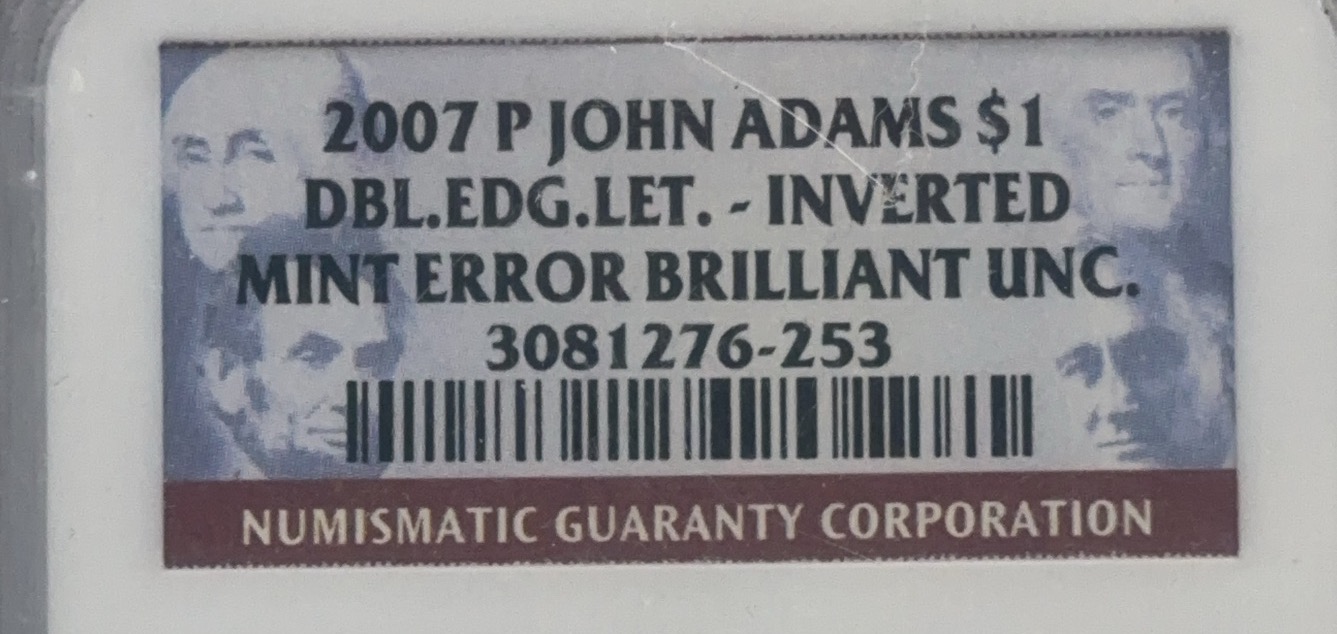 2007 P JOHN ADAMS $1
DBL.EDG.LET. - INVERTED
MINT ERROR BRILLIANT UNC.
3081276-253
NUMISMATIC GUARANTY CORPORATION